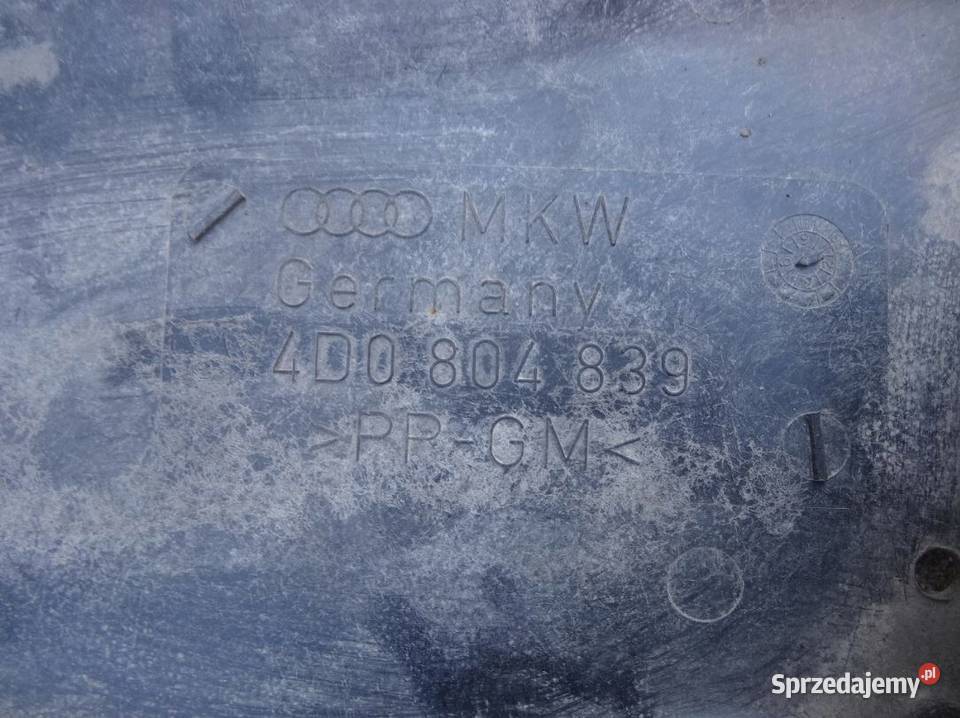 MKW
Germany
4D0 804 839
>PP-GM<
Sprzedajemy.pl